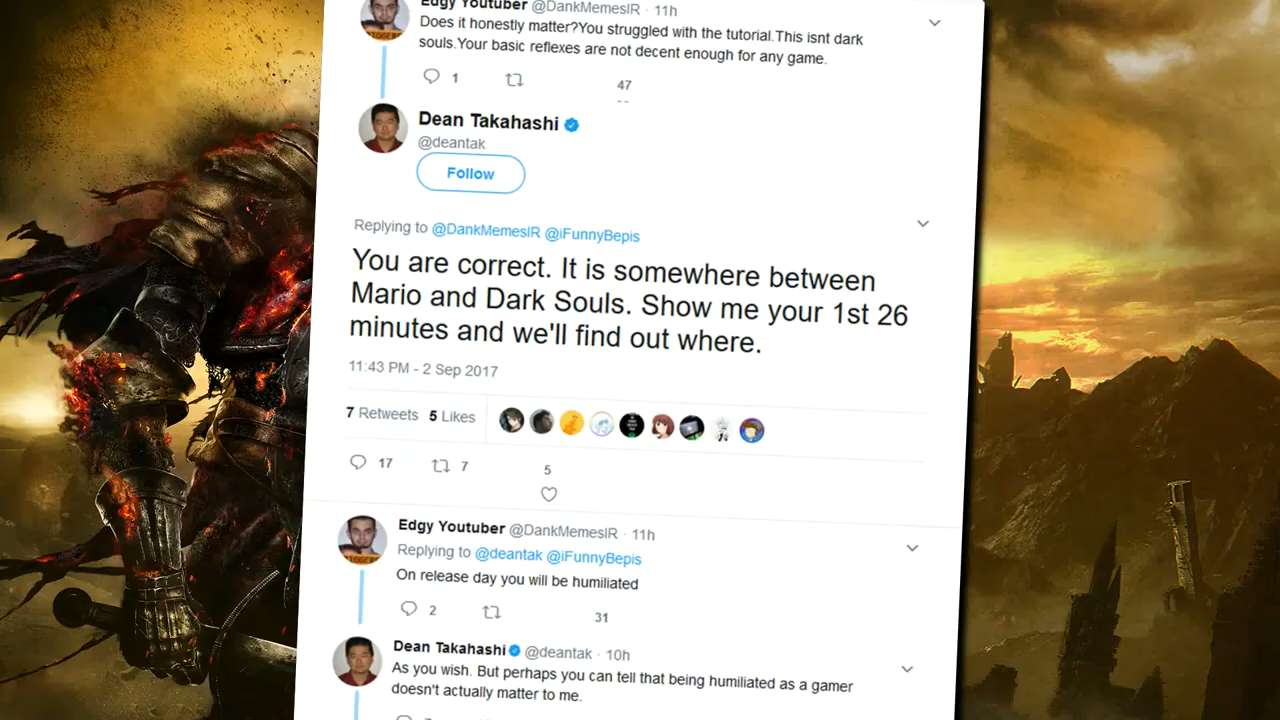 Edgy Youtuber @DankMemesIR · 11h
Does it honestly matter?You struggled with the tutorial.This isnt dark
souls.Your basic reflexes are not decent enough for any game.
1 47
Dean Takahashi
@deantak
Follow
Replying to @DankMemesIR @iFunnyBepis
You are correct. It is somewhere between
Mario and Dark Souls. Show me your 1st 26
minutes and we'll find out where.
11:43 PM - 2 Sep 2017
7 Retweets 5 Likes
17 7 5
Edgy Youtuber @DankMemesIR · 11h
Replying to @deantak @iFunnyBepis
On release day you will be humiliated
2 31
Dean Takahashi @deantak · 10h
As you wish. But perhaps you can tell that being humiliated as a gamer
doesn't actually matter to me.